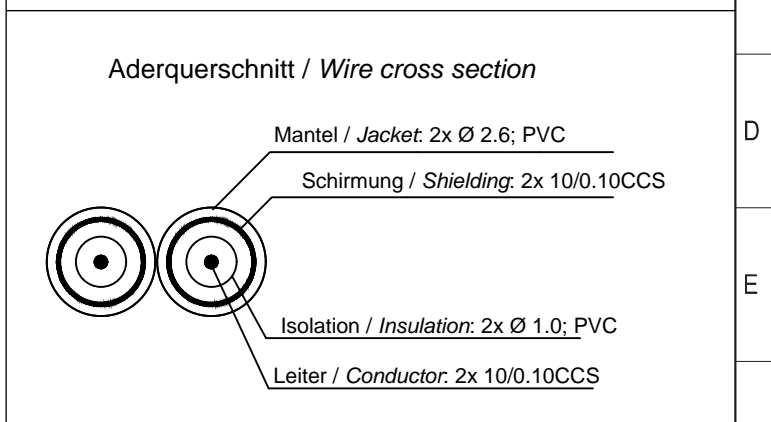 Aderquerschnitt / Wire cross section
Mantel / Jacket: 2x Ø 2.6; PVC
D
Schirmung / Shielding: 2x 10/0.10CCS
E
Isolation / Insulation: 2x Ø 1.0; PVC
Leiter / Conductor: 2x 10/0.10CCS